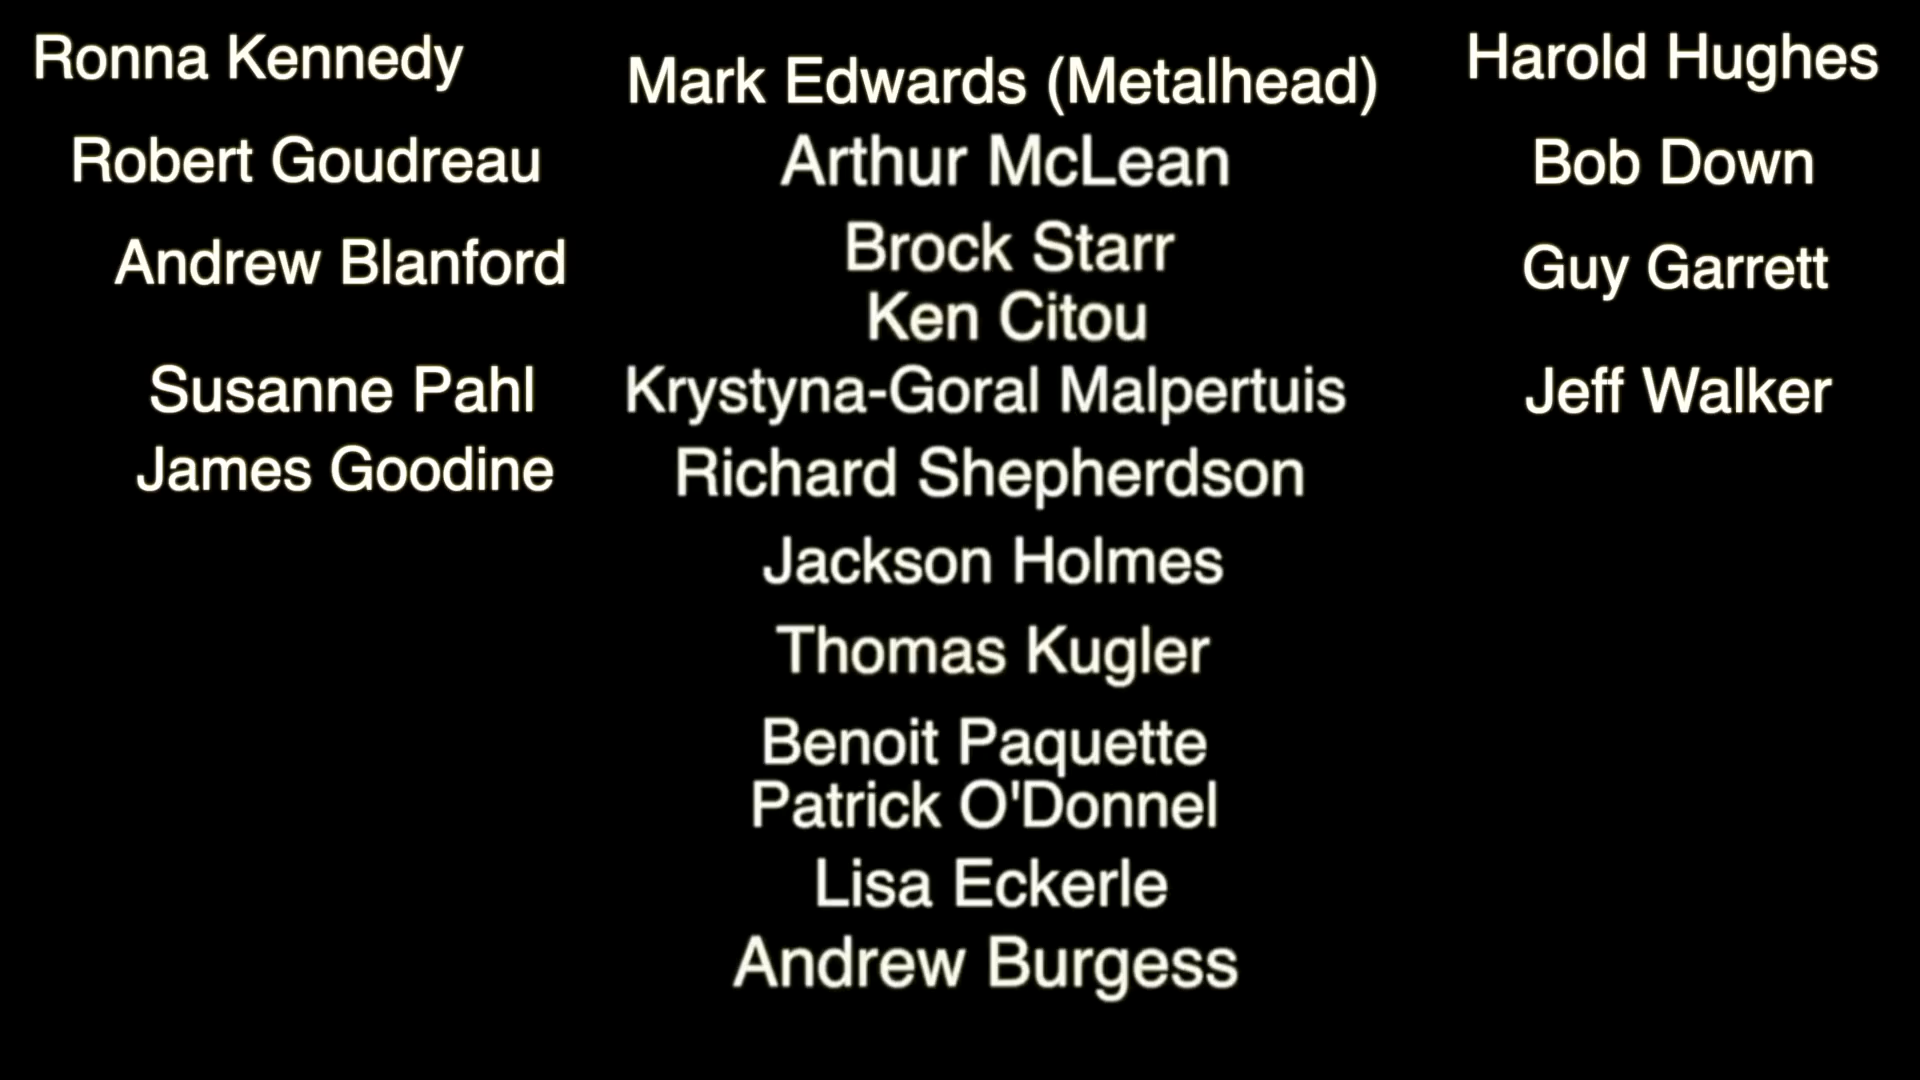 Ronna Kennedy
Robert Goudreau
Andrew Blanford
Susanne Pahl
James Goodine
Mark Edwards (Metalhead)
Arthur McLean
Brock Starr
Ken Citou
Krystyna-Goral Malpertuis
Richard Shepherdson
Jackson Holmes
Thomas Kugler
Benoit Paquette
Patrick O'Donnel
Lisa Eckerle
Andrew Burgess
Harold Hughes
Bob Down
Guy Garrett
Jeff Walker